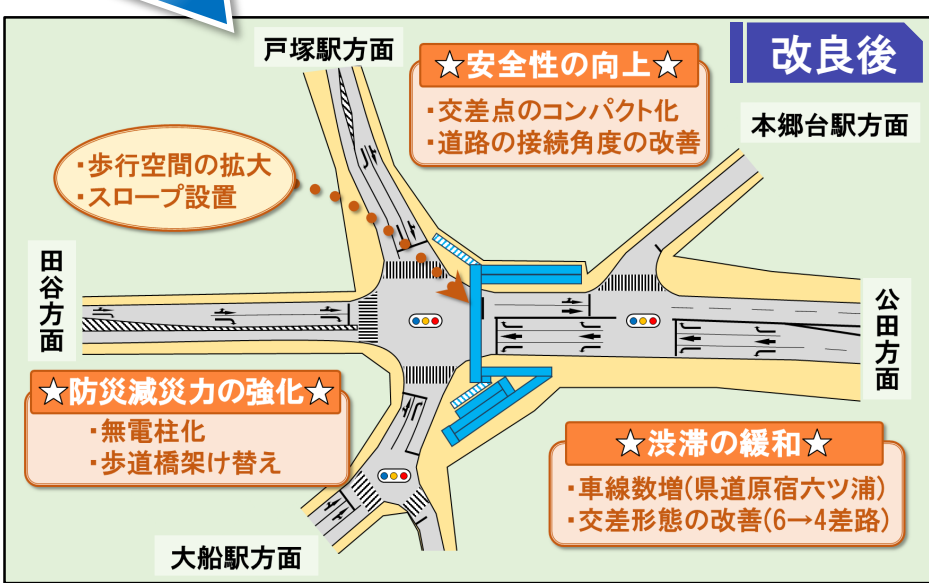 改良後
戸塚駅方面
☆安全性の向上☆
・交差点のコンパクト化
・道路の接続角度の改善
本郷台駅方面
・歩行空間の拡大
・スロープ設置
田谷方面
公田方面
☆防災減災力の強化☆
・無電柱化
・歩道橋架け替え
☆渋滞の緩和☆
・車線数増(県道原宿六ツ浦)
・交差形態の改善(6→4差路)
大船駅方面